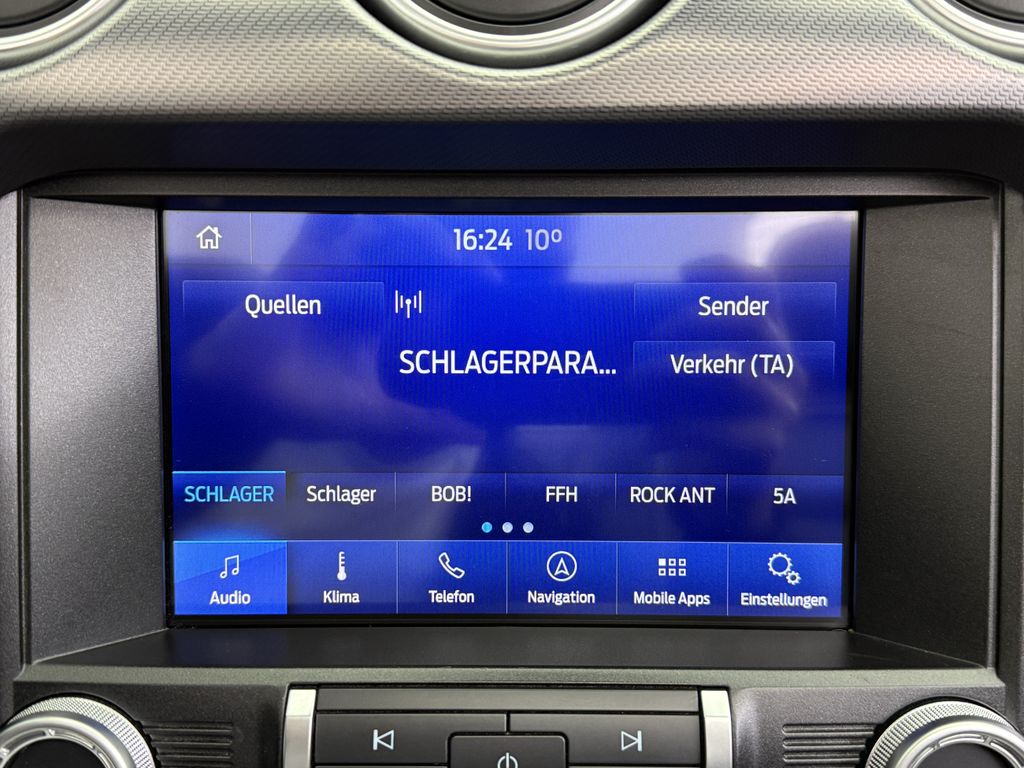 16:24 10°
Quellen
Sender
SCHLAGERPARA...
Verkehr (TA)
SCHLAGER Schlager BOB! FFH ROCK ANT 5A
Audio Klima Telefon Navigation Mobile Apps Einstellungen